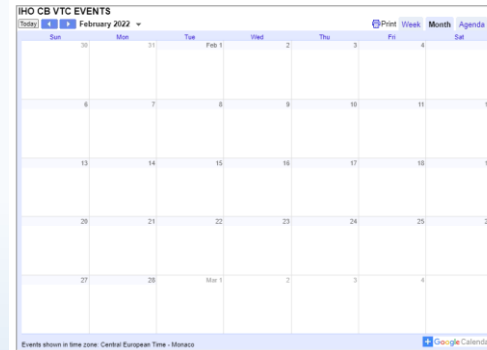 IHO CB VTC EVENTS
Today February 2022 Print Week Month Agenda
Sun Mon Tue Wed Thu Fri Sat
30 31 Feb 1 2 3 4
6 7 8 9 10 11
13 14 15 16 17 18
20 21 22 23 24 25
27 28 Mar 1 2 3 4
Events shown in time zone: Central European Time - Monaco
Google Calenda